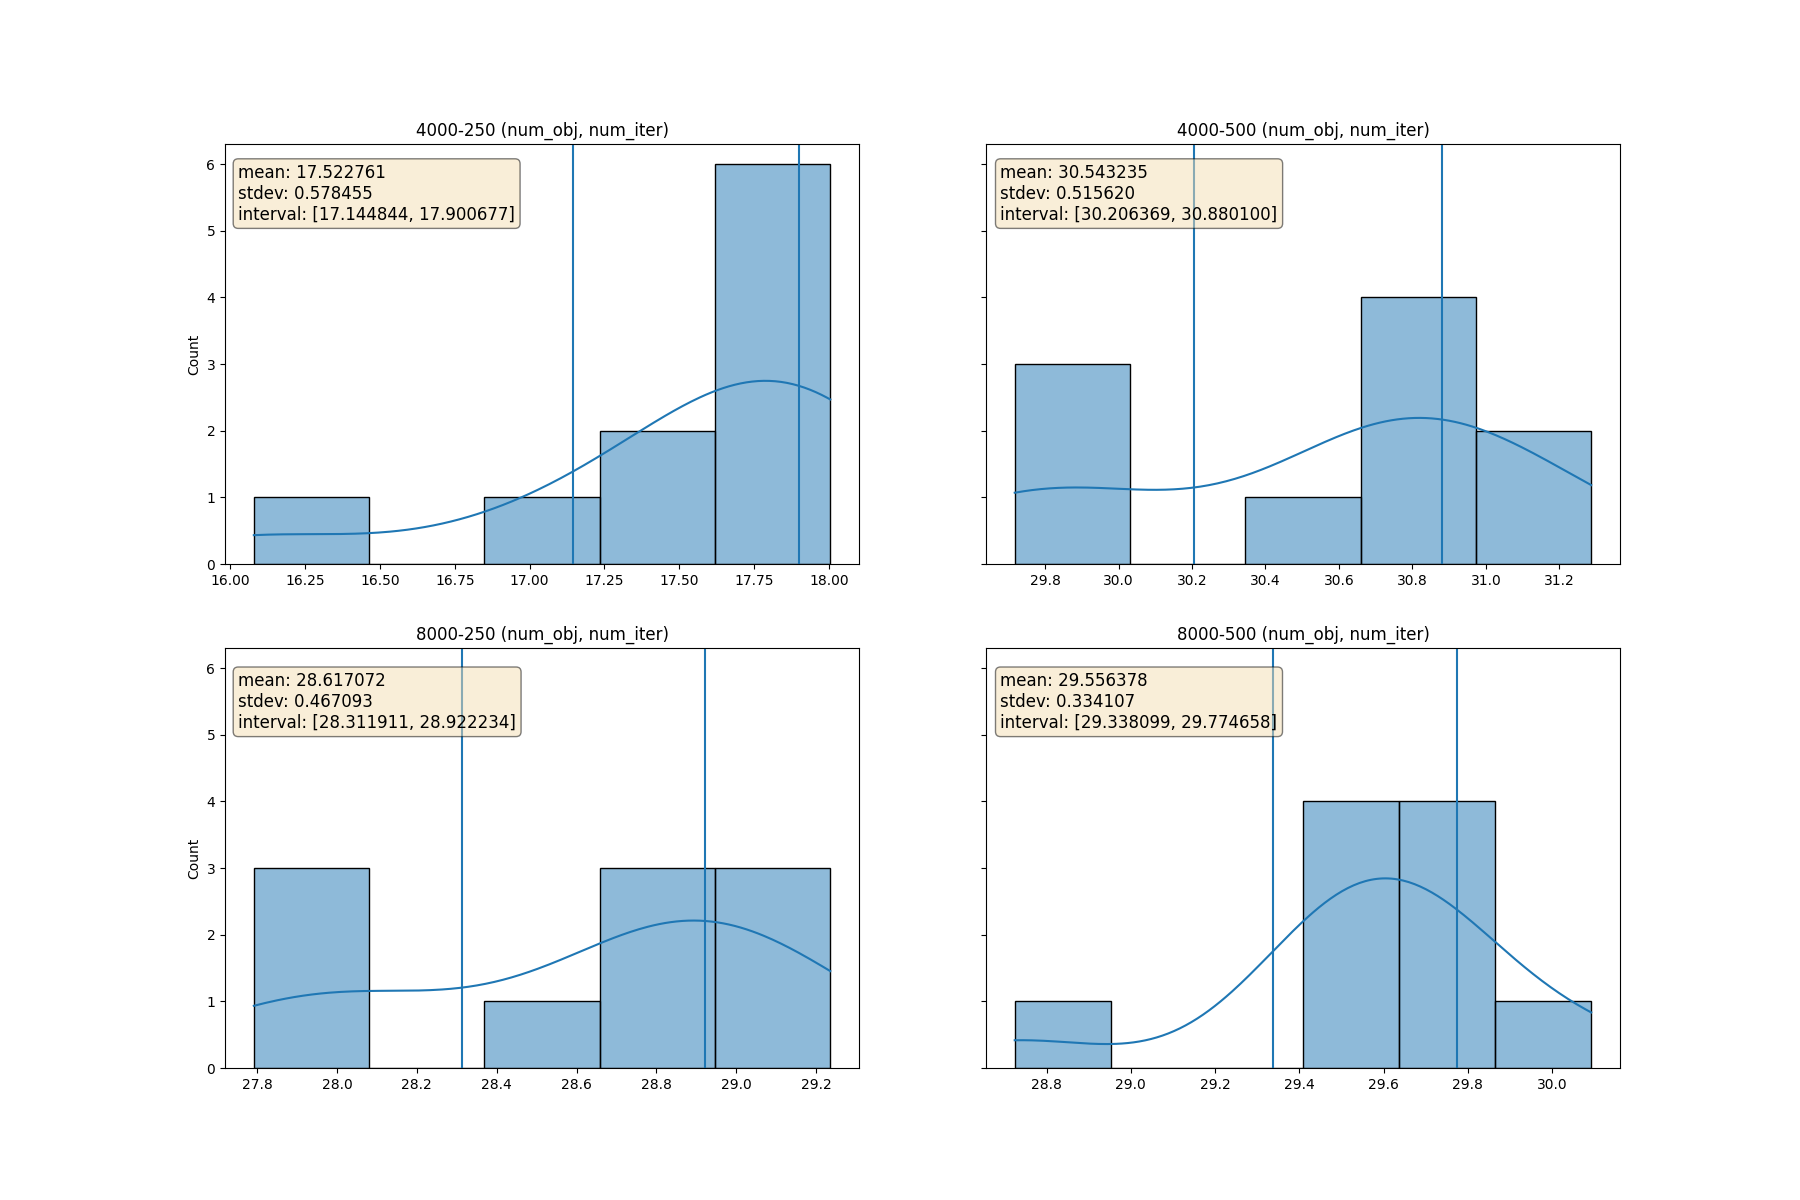 4000-250 (num_obj, num_iter)
mean: 17.522761
stdev: 0.578455
interval: [17.144844, 17.900677]
Count
6
5
4
3
2
1
0
16.00 16.25 16.50 16.75 17.00 17.25 17.50 17.75 18.00
4000-500 (num_obj, num_iter)
mean: 30.543235
stdev: 0.515620
interval: [30.206369, 30.880100]
29.8 30.0 30.2 30.4 30.6 30.8 31.0 31.2
8000-250 (num_obj, num_iter)
mean: 28.617072
stdev: 0.467093
interval: [28.311911, 28.922234]
Count
6
5
4
3
2
1
0
27.8 28.0 28.2 28.4 28.6 28.8 29.0 29.2
8000-500 (num_obj, num_iter)
mean: 29.556378
stdev: 0.334107
interval: [29.338099, 29.774658]
28.8 29.0 29.2 29.4 29.6 29.8 30.0